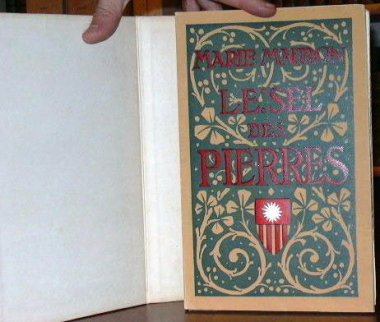 MARIE MAURON
LE SEL
DES
PIERRES